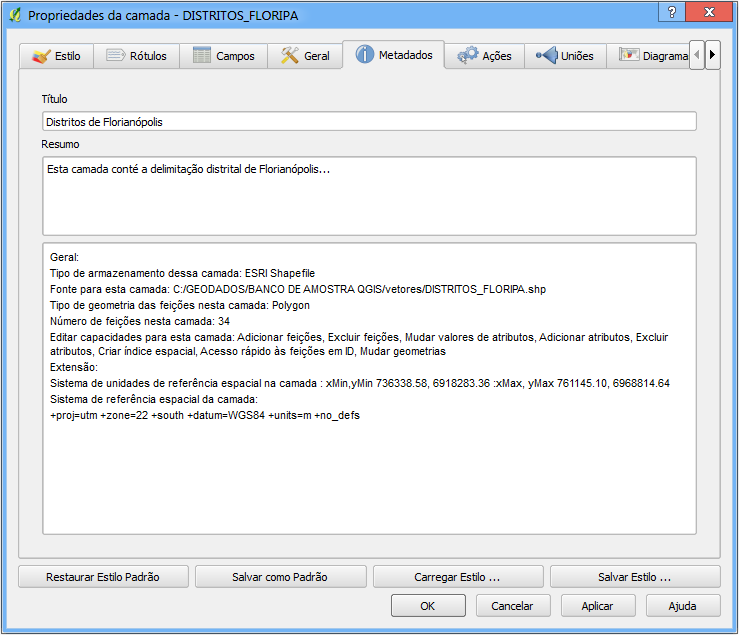 Propriedades da camada - DISTRITOS_FLORIPA
?
Estilo Rótulos Campos Geral Metadados Ações Uniões Diagrama
Título
Distritos de Florianópolis
Resumo
Esta camada conté a delimitação distrital de Florianópolis...
Geral:
Tipo de armazenamento dessa camada: ESRI Shapefile
Fonte para esta camada: C:/GEODADOS/BANCO DE AMOSTRA QGIS/vetores/DISTRITOS_FLORIPA.shp
Tipo de geometria das feições nesta camada: Polygon
Número de feições nesta camada: 34
Editar capacidades para esta camada: Adicionar feições, Excluir feições, Mudar valores de atributos, Adicionar atributos, Excluir
atributos, Criar índice espacial, Acesso rápido às feições em ID, Mudar geometrias
Extensão:
Sistema de unidades de referência espacial na camada : xMin,yMin 736338.58, 6918283.36 :xMax, yMax 761145.10, 6968814.64
Sistema de referência espacial da camada:
+proj=utm +zone=22 +south +datum=WGS84 +units=m +no_defs
Restaurar Estilo Padrão Salvar como Padrão Carregar Estilo ... Salvar Estilo ...
OK Cancelar Aplicar Ajuda